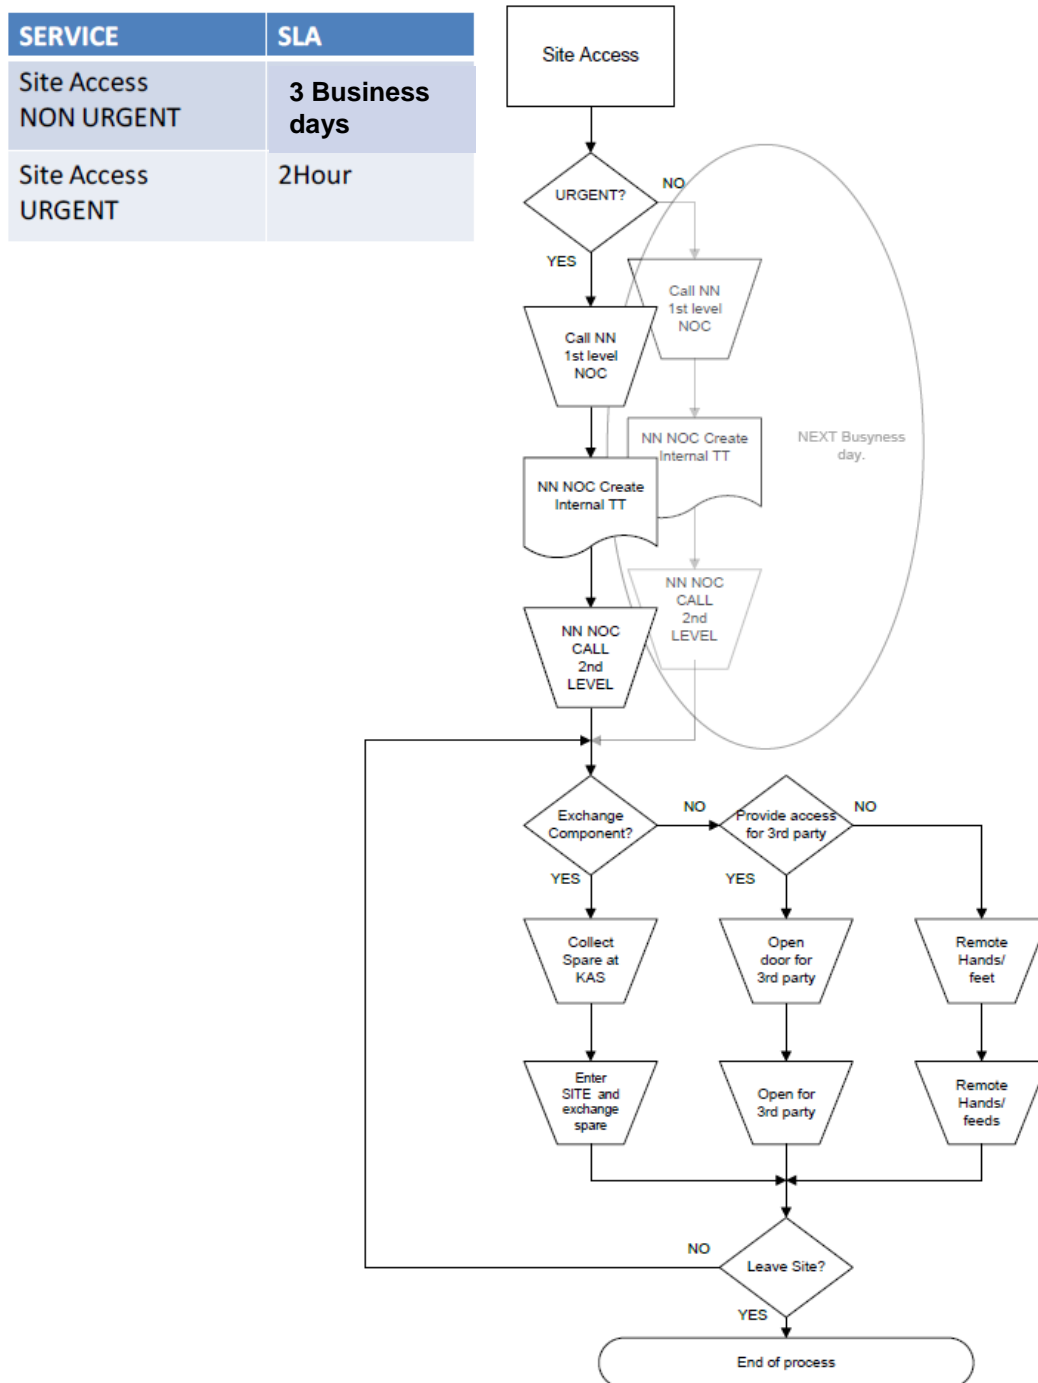 SERVICE SLA
Site Access
NON URGENT
3 Business
days
Site Access
URGENT
2Hour
Site Access
URGENT?
NO
YES
Call NN
1st level
NOC
Call NN
1st level
NOC
NN NOC Create
Internal TT
NEXT Busyness
day.
NN NOC Create
Internal TT
NN NOC
CALL
2nd
LEVEL
NN NOC
CALL
2nd
LEVEL
Exchange
Component?
NO
Provide access
for 3rd party
NO
YES
YES
Collect
Spare at
KAS
Open
door for
3rd party
Remote
Hands/
feet
Enter
SITE and
exchange
spare
Open for
3rd party
Remote
Hands/
feeds
NO
Leave Site?
YES
End of process